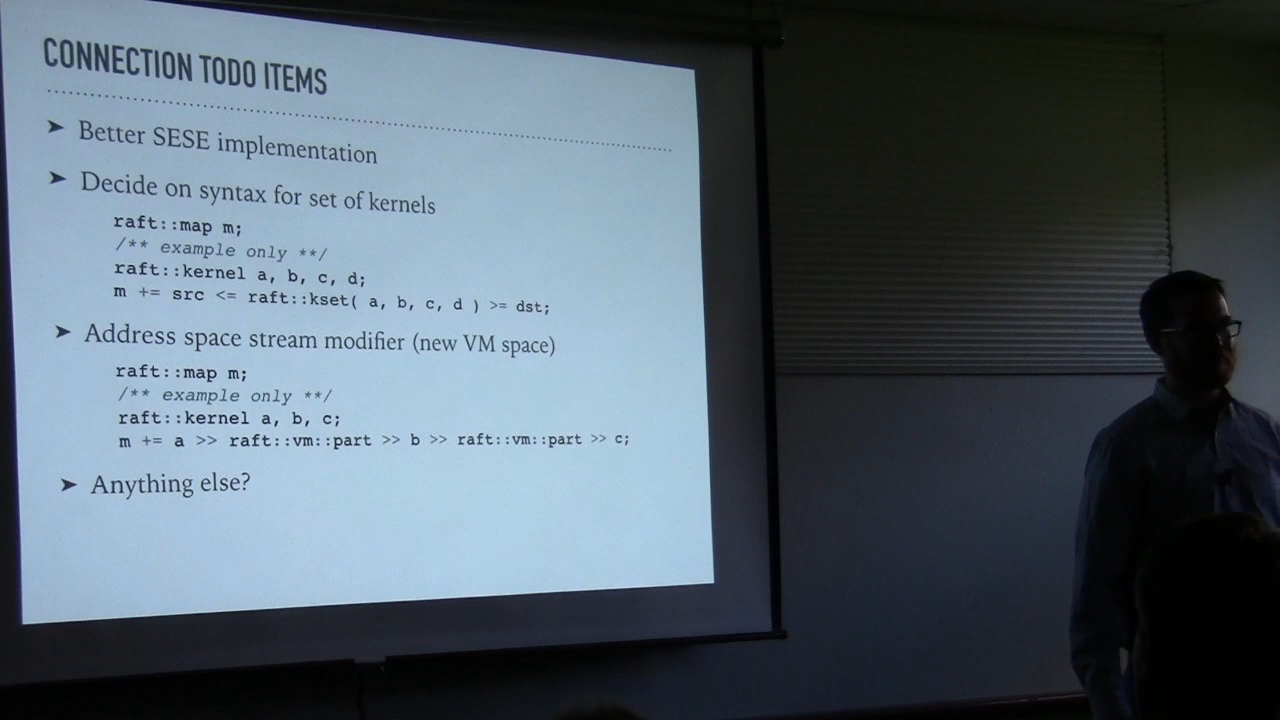 CONNECTION TODO ITEMS
➤ Better SESE implementation
➤ Decide on syntax for set of kernels
raft::map m;
/** example only **/
raft::kernel a, b, c, d;
m += src <= raft::kset( a, b, c, d ) >= dst;
➤ Address space stream modifier (new VM space)
raft::map m;
/** example only **/
raft::kernel a, b, c;
m += a >> raft::vm::part >> b >> raft::vm::part >> c;
➤ Anything else?